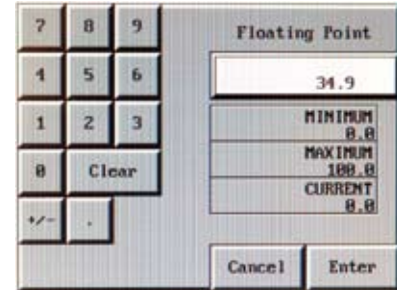 7 8 9
4 5 6
1 2 3
0 Clear
+/- .
Floating Point
34.9
MINIMUM
0.0
MAXIMUM
100.0
CURRENT
0.0
Cancel Enter